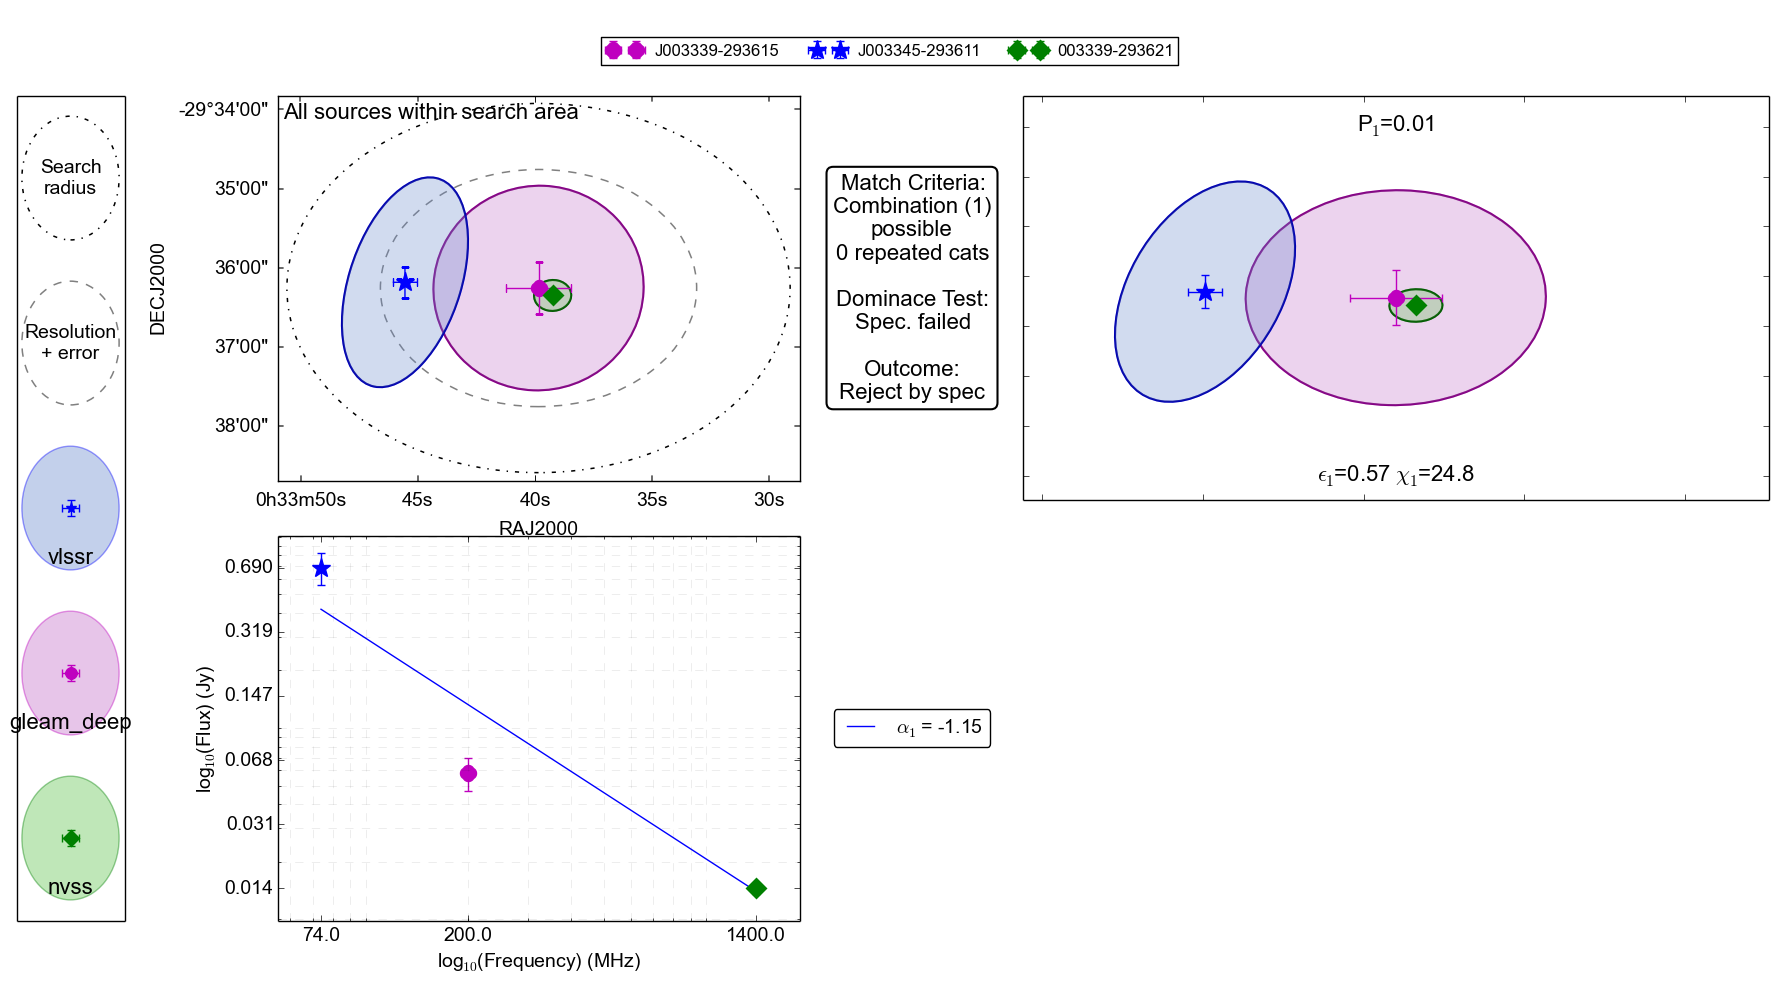 J003339-293615 J003345-293611 003339-293621
Search
radius
Resolution
+ error
vlssr
gleam_deep
nvss
All sources within search area
-29°34'00"
35'00"
36'00"
37'00"
38'00"
DECJ2000
0h33m50s 45s 40s 35s 30s
RAJ2000
Match Criteria:
Combination (1)
possible
0 repeated cats
Dominace Test:
Spec. failed
Outcome:
Reject by spec
P₁=0.01
ϵ₁=0.57 χ₁=24.8
0.690
0.319
0.147
0.068
0.031
0.014
log₁₀(Flux) (Jy)
74.0 200.0 1400.0
log₁₀(Frequency) (MHz)
α₁ = -1.15